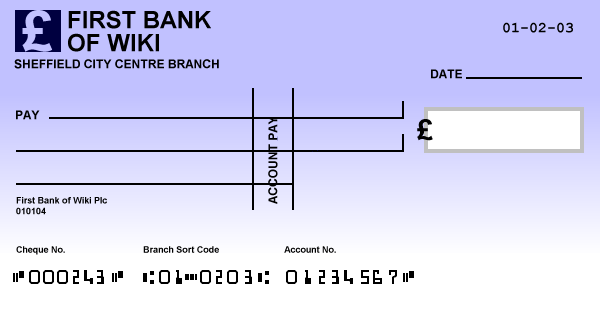 £ FIRST BANK
OF WIKI
SHEFFIELD CITY CENTRE BRANCH
01-02-03
DATE
PAY
£
ACCOUNT PAY
First Bank of Wiki Plc
010104
Cheque No. Branch Sort Code Account No.
⑈000243⑈ ⑆01⑉0203⑆ 01234567⑈